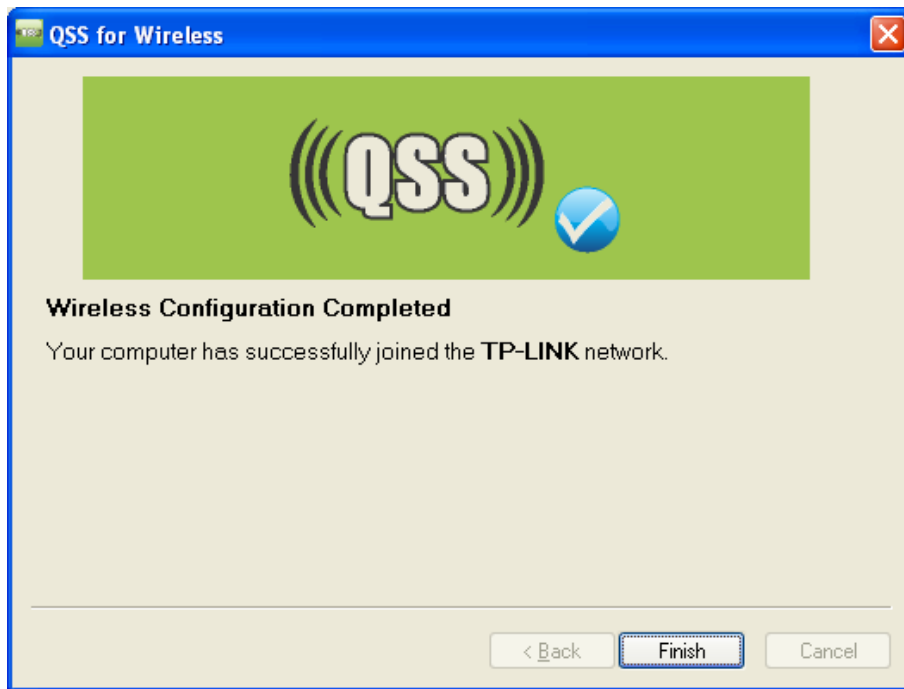 QSS for Wireless
QSS
Wireless Configuration Completed
Your computer has successfully joined the TP-LINK network.
< Back Finish Cancel